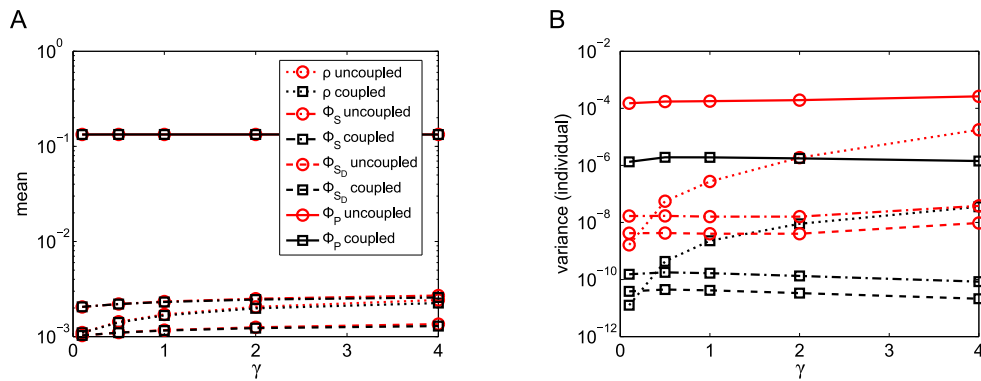 A
10^0
10^-1
10^-2
10^-3
mean
0
1
2
3
4
γ
ρ uncoupled
ρ coupled
Φ_S uncoupled
Φ_S coupled
Φ_S_D uncoupled
Φ_S_D coupled
Φ_P uncoupled
Φ_P coupled
B
10^-2
10^-4
10^-6
10^-8
10^-10
10^-12
variance (individual)
0
1
2
3
4
γ